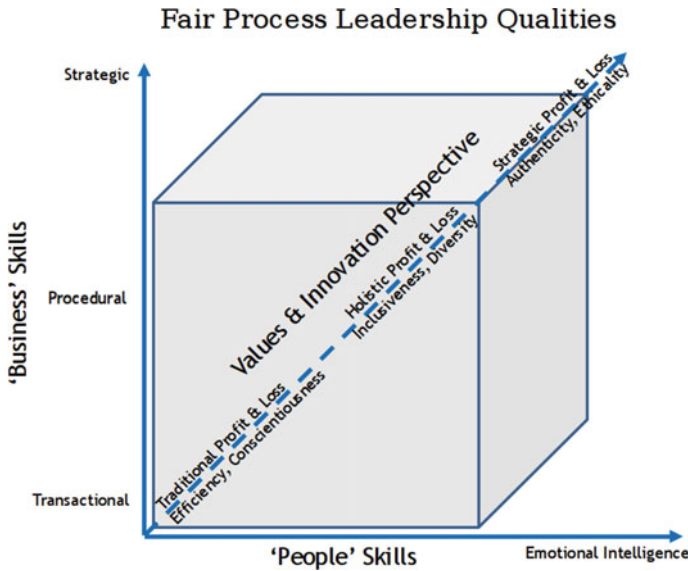 Fair Process Leadership Qualities
Strategic
Procedural
Transactional
'Business' Skills
Values & Innovation Perspective
Strategic Profit & Loss
Authenticity, Ethicality
Holistic Profit & Loss
Inclusiveness, Diversity
Traditional Profit & Loss
Efficiency, Conscientiousness
'People' Skills
Emotional Intelligence